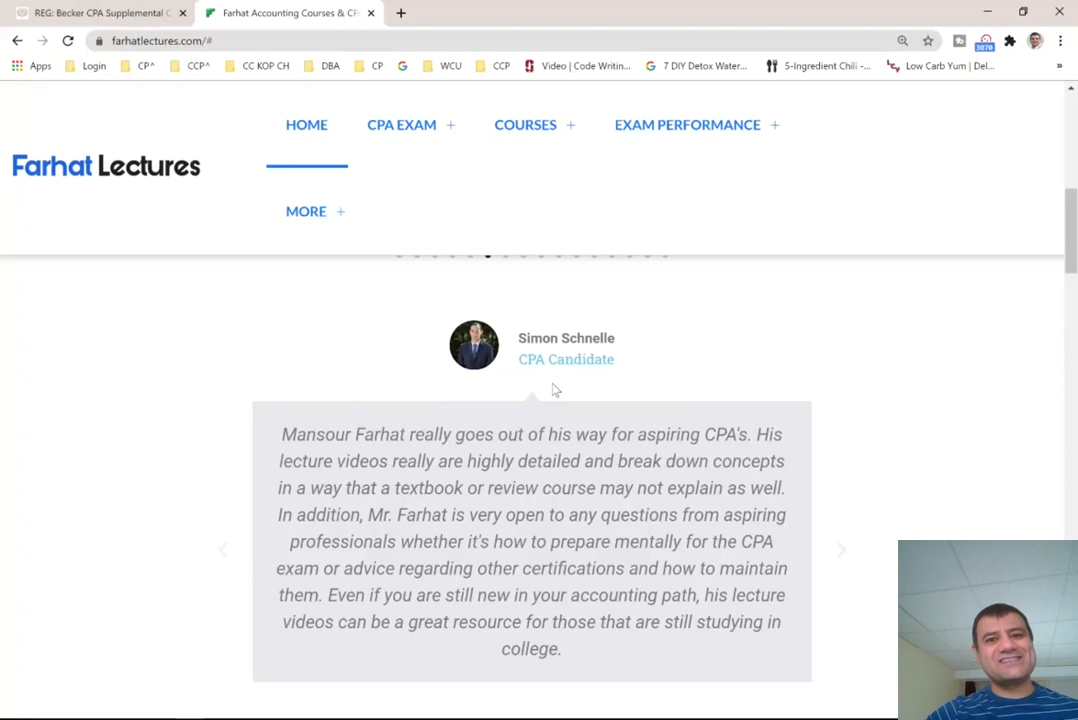 REG: Becker CPA Supplemental C
Farhat Accounting Courses & CP
farhatlectures.com/#
3070
Apps
Login
CP^
CCP^
CC KOP CH
DBA
CP
WCU
CCP
Video | Code Writin...
7 DIY Detox Water...
5-Ingredient Chili -...
Low Carb Yum | Del...
»
HOME
CPA EXAM +
COURSES +
EXAM PERFORMANCE +
Farhat Lectures
MORE +
Simon Schnelle
CPA Candidate
Mansour Farhat really goes out of his way for aspiring CPA's. His
lecture videos really are highly detailed and break down concepts
in a way that a textbook or review course may not explain as well.
In addition, Mr. Farhat is very open to any questions from aspiring
professionals whether it's how to prepare mentally for the CPA
exam or advice regarding other certifications and how to maintain
them. Even if you are still new in your accounting path, his lecture
videos can be a great resource for those that are still studying in
college.